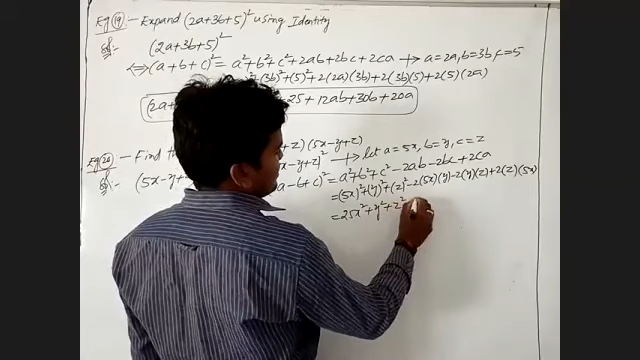 Eg (19) - Expand (2a+3b+5)² using Identity
Sol:- (2a+3b+5)²
⟺ (a+b+c)² = a²+b²+c²+2ab+2bc+2ca → a=2a, b=3b, c=5
(3b)²+(5)²+2(2a)(3b)+2(3b)(5)+2(5)(2a)
(2a+ 25+12ab+30b+20a
Eg (20) - Find th z)(5x-y+z)
Sol:- (5x-y+ -y+z)² → let a=5x, b=y, c=z
a-b+c)² = a²+b²+c²-2ab-2bc+2ca
=(5x)²+(y)²+(z)²-2(5x)(y)-2(y)(z)+2(z)(5x)
=25x²+y²+z²